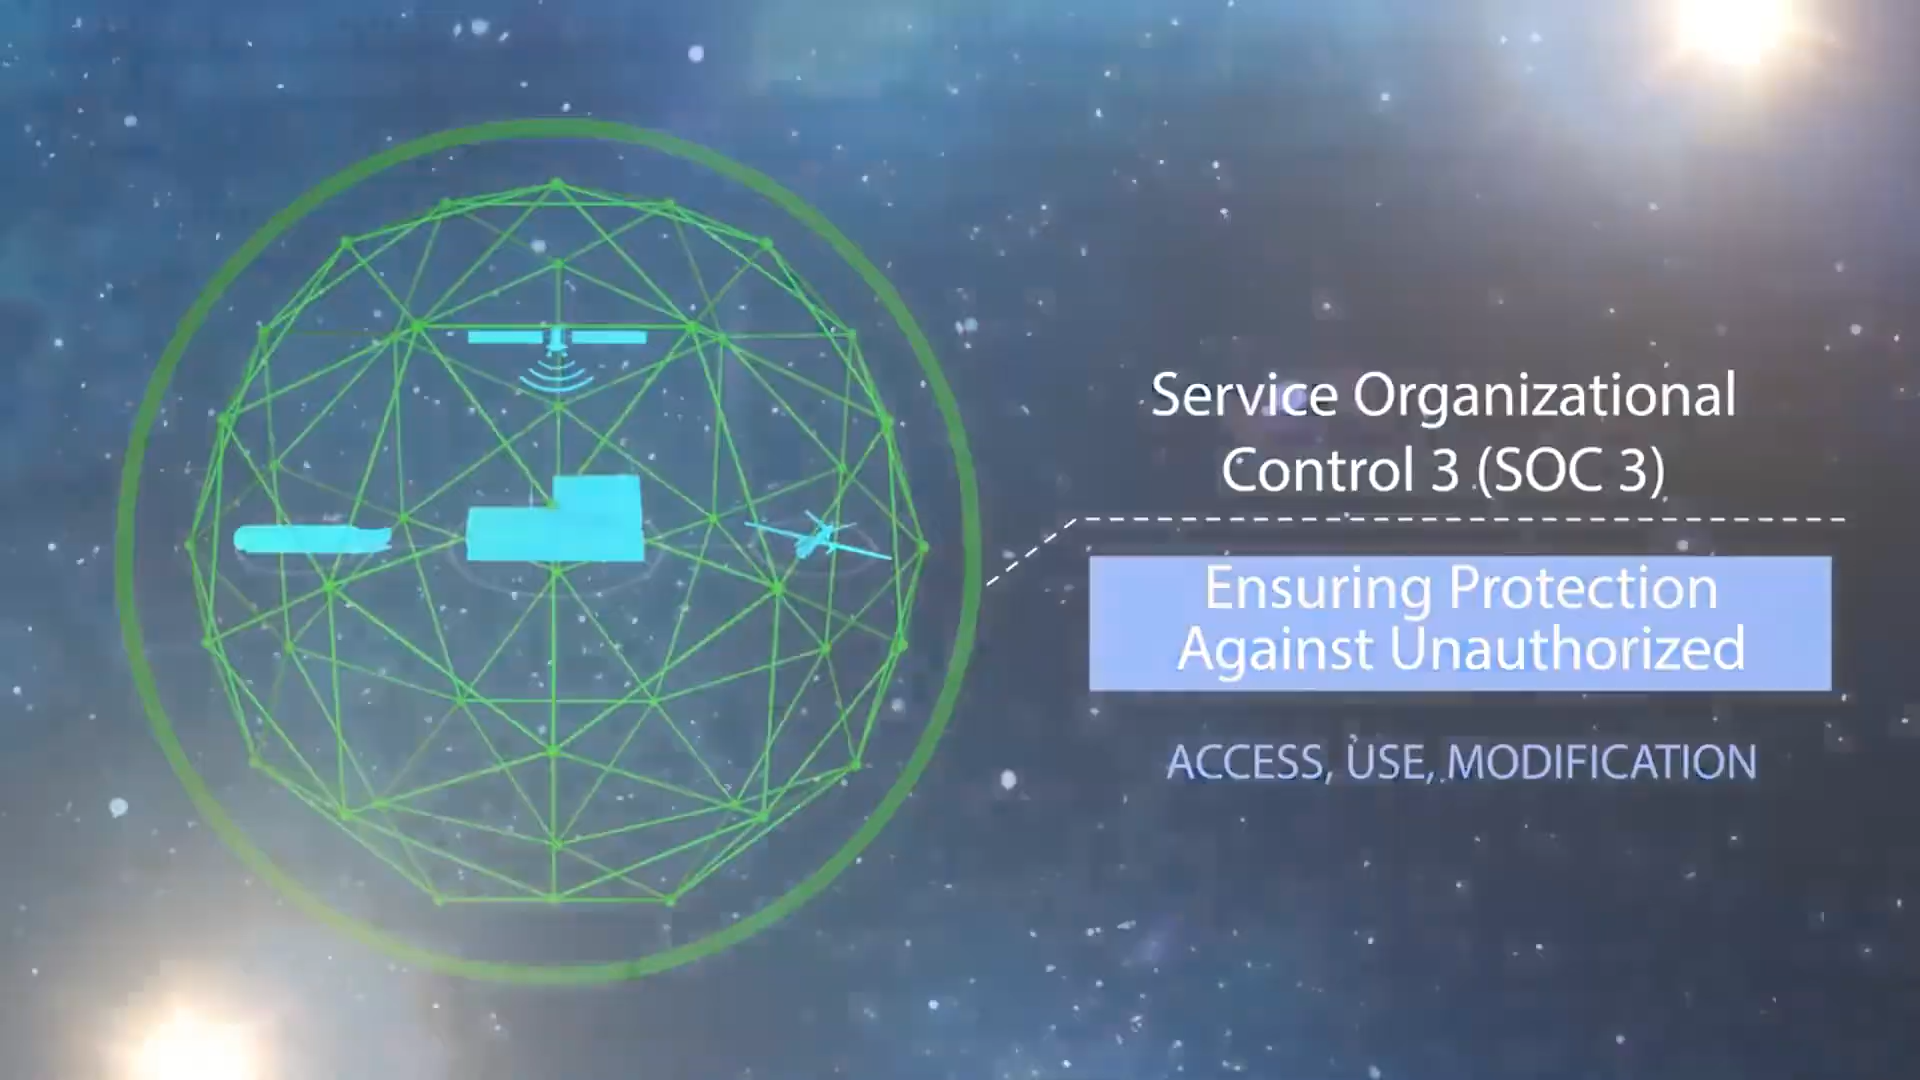 Service Organizational
Control 3 (SOC 3)
Ensuring Protection
Against Unauthorized
ACCESS, USE, MODIFICATION